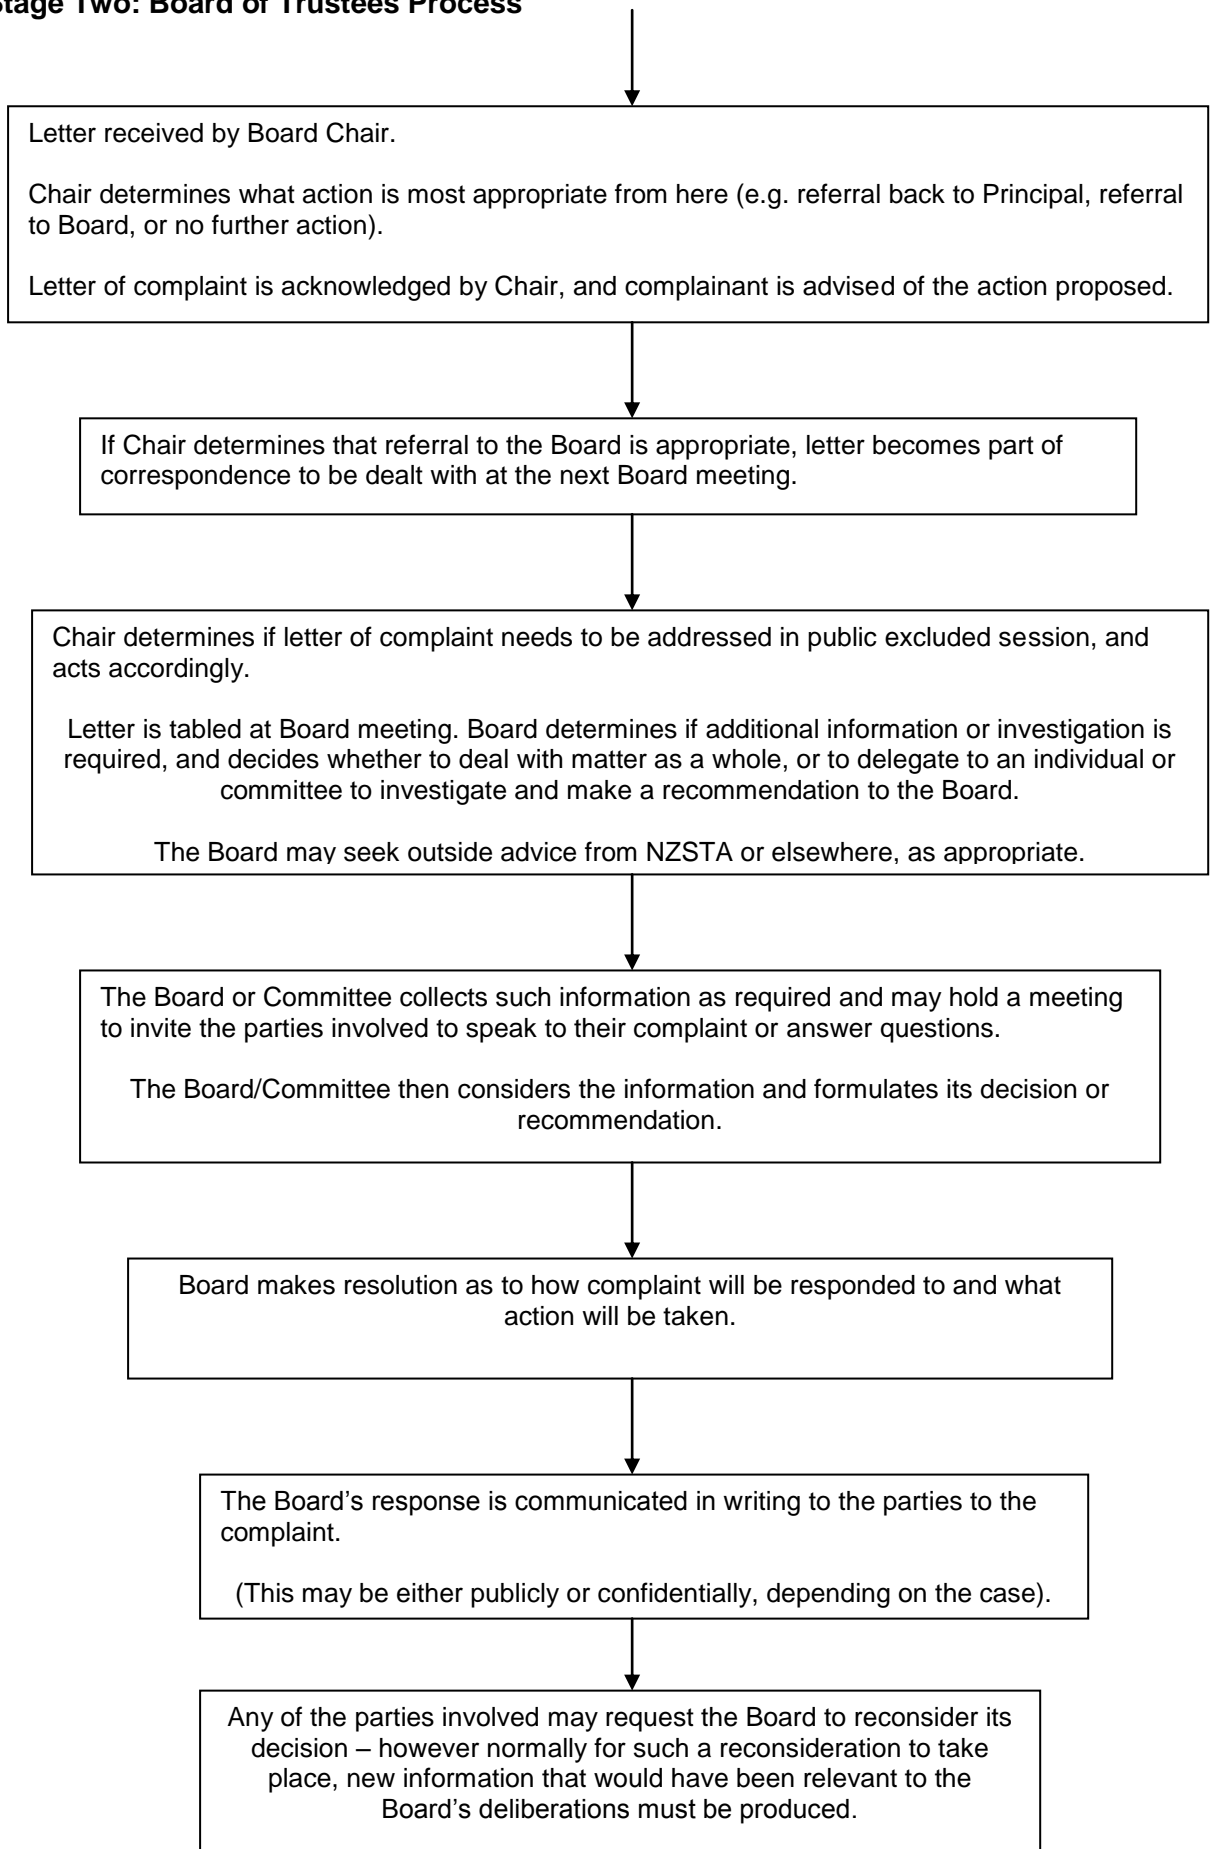 Stage Two: Board of Trustees Process
Letter received by Board Chair.
Chair determines what action is most appropriate from here (e.g. referral back to Principal, referral
to Board, or no further action).
Letter of complaint is acknowledged by Chair, and complainant is advised of the action proposed.
If Chair determines that referral to the Board is appropriate, letter becomes part of
correspondence to be dealt with at the next Board meeting.
Chair determines if letter of complaint needs to be addressed in public excluded session, and
acts accordingly.
Letter is tabled at Board meeting. Board determines if additional information or investigation is
required, and decides whether to deal with matter as a whole, or to delegate to an individual or
committee to investigate and make a recommendation to the Board.
The Board may seek outside advice from NZSTA or elsewhere, as appropriate.
The Board or Committee collects such information as required and may hold a meeting
to invite the parties involved to speak to their complaint or answer questions.
The Board/Committee then considers the information and formulates its decision or
recommendation.
Board makes resolution as to how complaint will be responded to and what
action will be taken.
The Board’s response is communicated in writing to the parties to the
complaint.
(This may be either publicly or confidentially, depending on the case).
Any of the parties involved may request the Board to reconsider its
decision – however normally for such a reconsideration to take
place, new information that would have been relevant to the
Board’s deliberations must be produced.